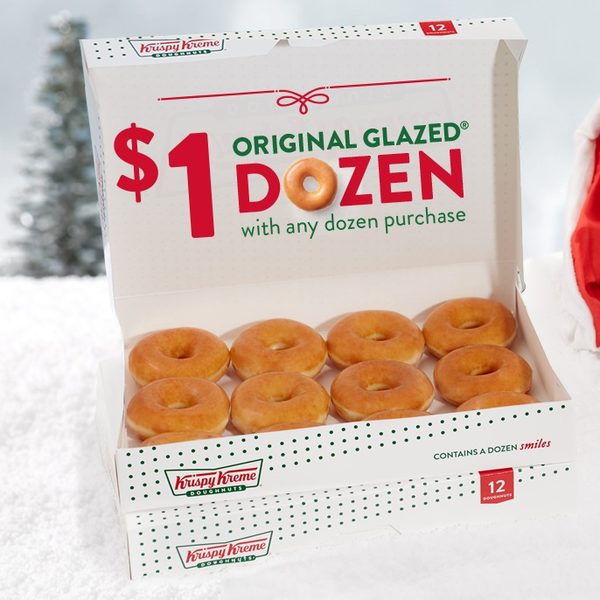 Krispy Kreme
DOUGHNUTS
12
DOUGHNUTS
$1
ORIGINAL GLAZED®
DOZEN
with any dozen purchase
CONTAINS A DOZEN smiles
Krispy Kreme
DOUGHNUTS
12
DOUGHNUTS
Krispy Kreme
DOUGHNUTS